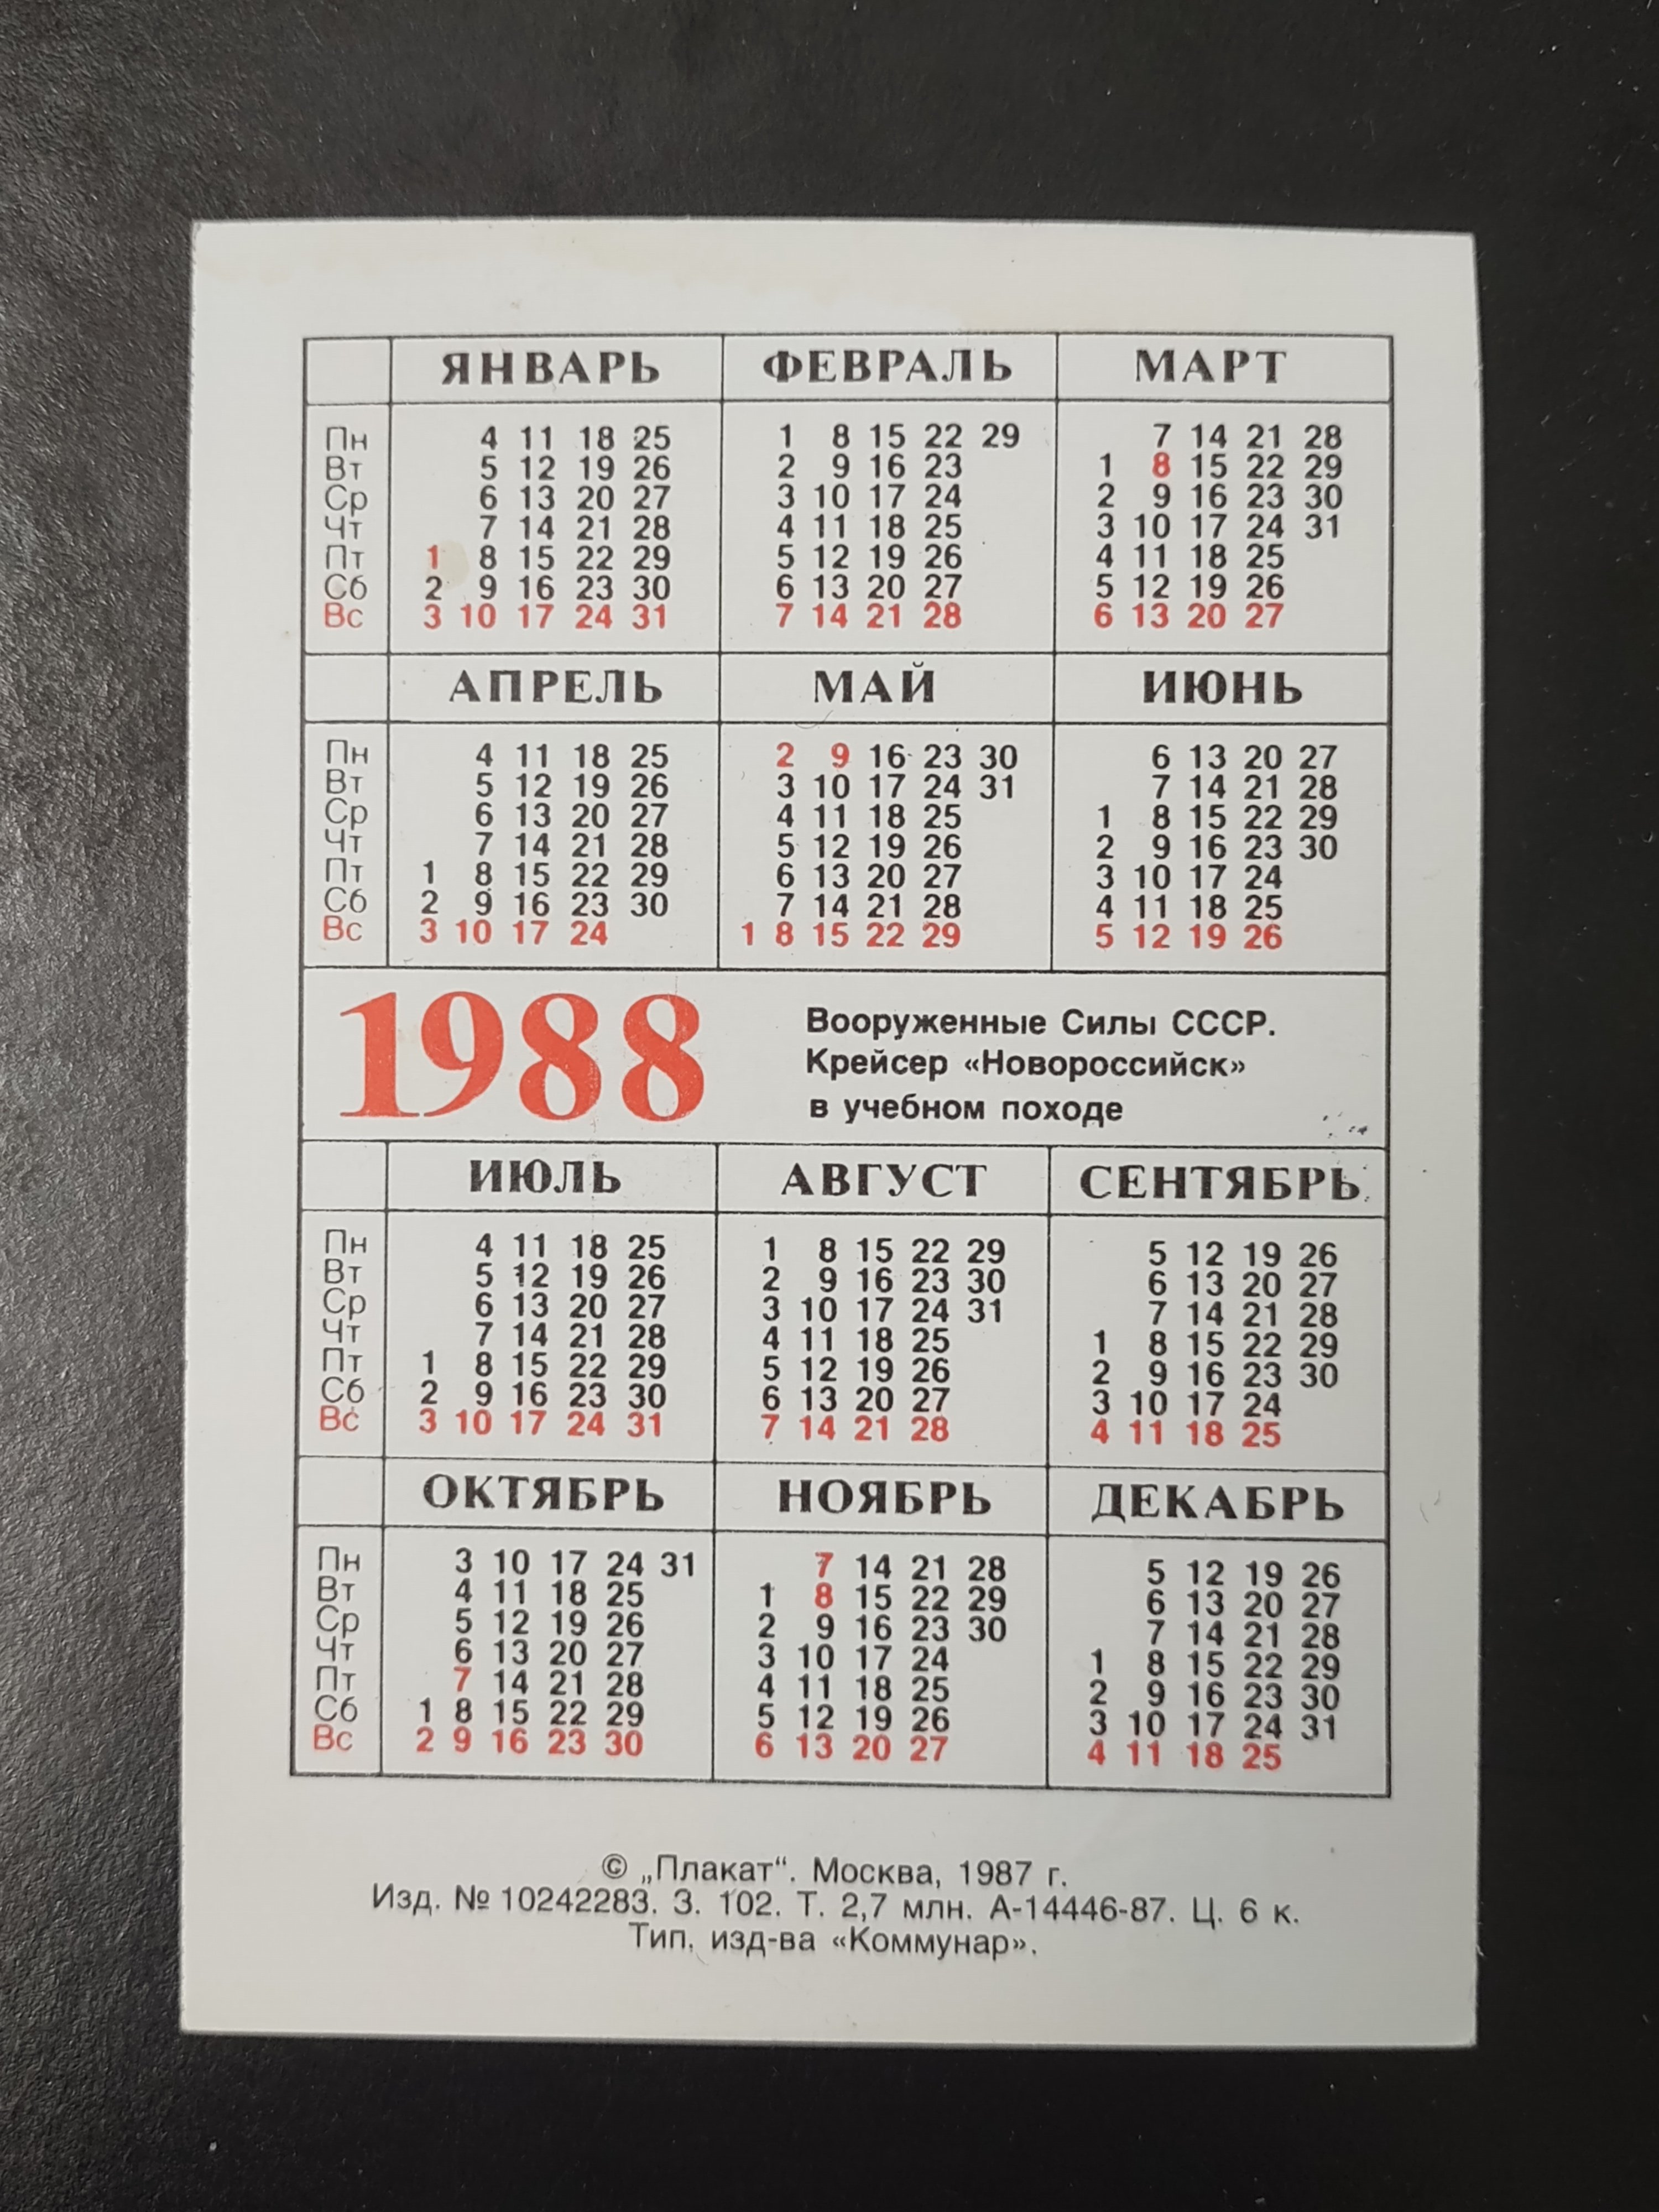 ЯНВАРЬ ФЕВРАЛЬ МАРТ
Пн 4 11 18 25 1 8 15 22 29 7 14 21 28
Вт 5 12 19 26 2 9 16 23 1 8 15 22 29
Ср 6 13 20 27 3 10 17 24 2 9 16 23 30
Чт 7 14 21 28 4 11 18 25 3 10 17 24 31
Пт 1 8 15 22 29 5 12 19 26 4 11 18 25
Сб 2 9 16 23 30 6 13 20 27 5 12 19 26
Вс 3 10 17 24 31 7 14 21 28 6 13 20 27
АПРЕЛЬ МАЙ ИЮНЬ
Пн 4 11 18 25 2 9 16 23 30 6 13 20 27
Вт 5 12 19 26 3 10 17 24 31 7 14 21 28
Ср 6 13 20 27 4 11 18 25 1 8 15 22 29
Чт 7 14 21 28 5 12 19 26 2 9 16 23 30
Пт 1 8 15 22 29 6 13 20 27 3 10 17 24
Сб 2 9 16 23 30 7 14 21 28 4 11 18 25
Вс 3 10 17 24 1 8 15 22 29 5 12 19 26
1988
Вооруженные Силы СССР.
Крейсер «Новороссийск»
в учебном походе
ИЮЛЬ АВГУСТ СЕНТЯБРЬ
Пн 4 11 18 25 1 8 15 22 29 5 12 19 26
Вт 5 12 19 26 2 9 16 23 30 6 13 20 27
Ср 6 13 20 27 3 10 17 24 31 7 14 21 28
Чт 7 14 21 28 4 11 18 25 1 8 15 22 29
Пт 1 8 15 22 29 5 12 19 26 2 9 16 23 30
Сб 2 9 16 23 30 6 13 20 27 3 10 17 24
Вс 3 10 17 24 31 7 14 21 28 4 11 18 25
ОКТЯБРЬ НОЯБРЬ ДЕКАБРЬ
Пн 3 10 17 24 31 7 14 21 28 5 12 19 26
Вт 4 11 18 25 1 8 15 22 29 6 13 20 27
Ср 5 12 19 26 2 9 16 23 30 7 14 21 28
Чт 6 13 20 27 3 10 17 24 1 8 15 22 29
Пт 7 14 21 28 4 11 18 25 2 9 16 23 30
Сб 1 8 15 22 29 5 12 19 26 3 10 17 24 31
Вс 2 9 16 23 30 6 13 20 27 4 11 18 25
© „Плакат“. Москва, 1987 г.
Изд. № 10242283. З. 102. Т. 2,7 млн. А-14446-87. Ц. 6 к.
Тип. изд-ва «Коммунар».